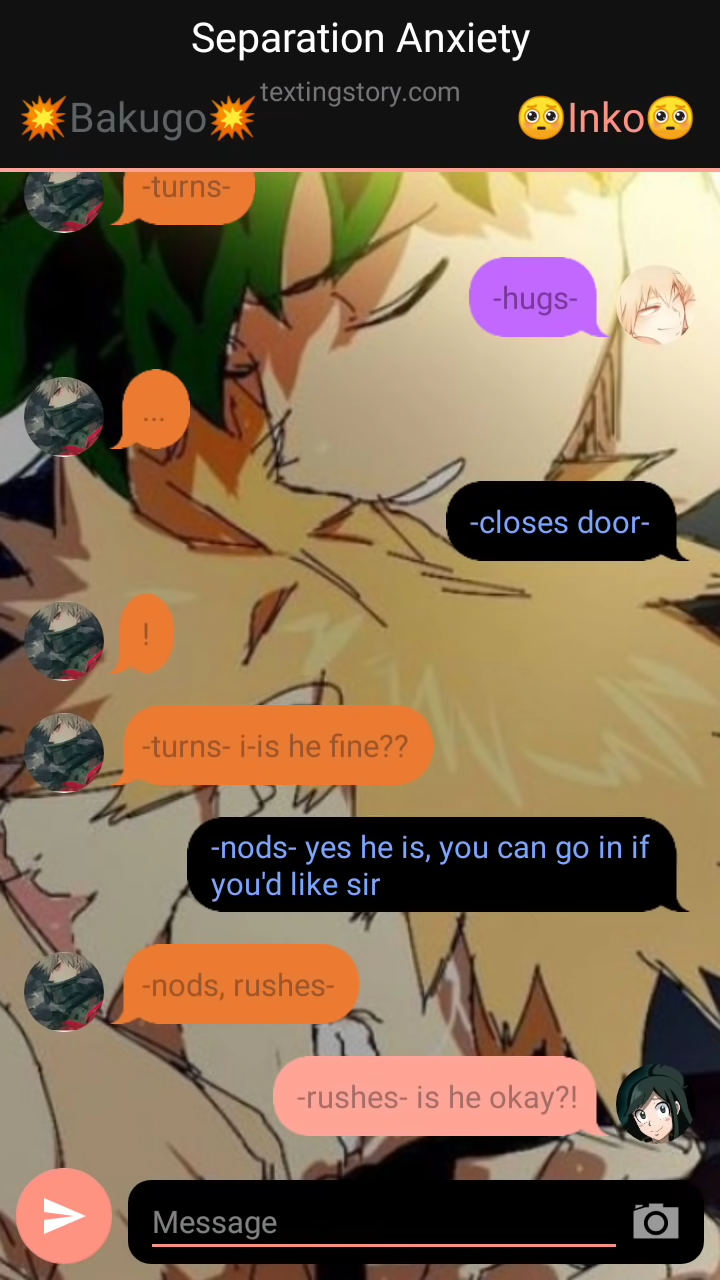 Separation Anxiety
textingstory.com
💥Bakugo💥
🥺Inko🥺
-turns-
-hugs-
...
-closes door-
!
-turns- i-is he fine??
-nods- yes he is, you can go in if
you'd like sir
-nods, rushes-
-rushes- is he okay?!
Message